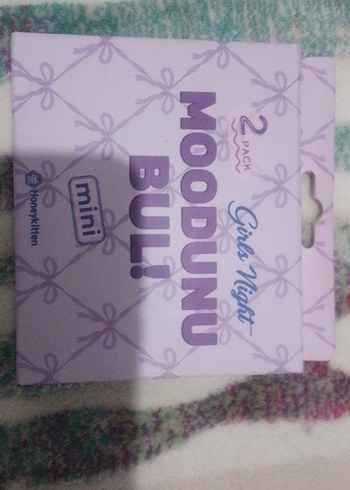 2
PACK
Girls Night
MOODUNU
BUL!
mini
Honeykitten